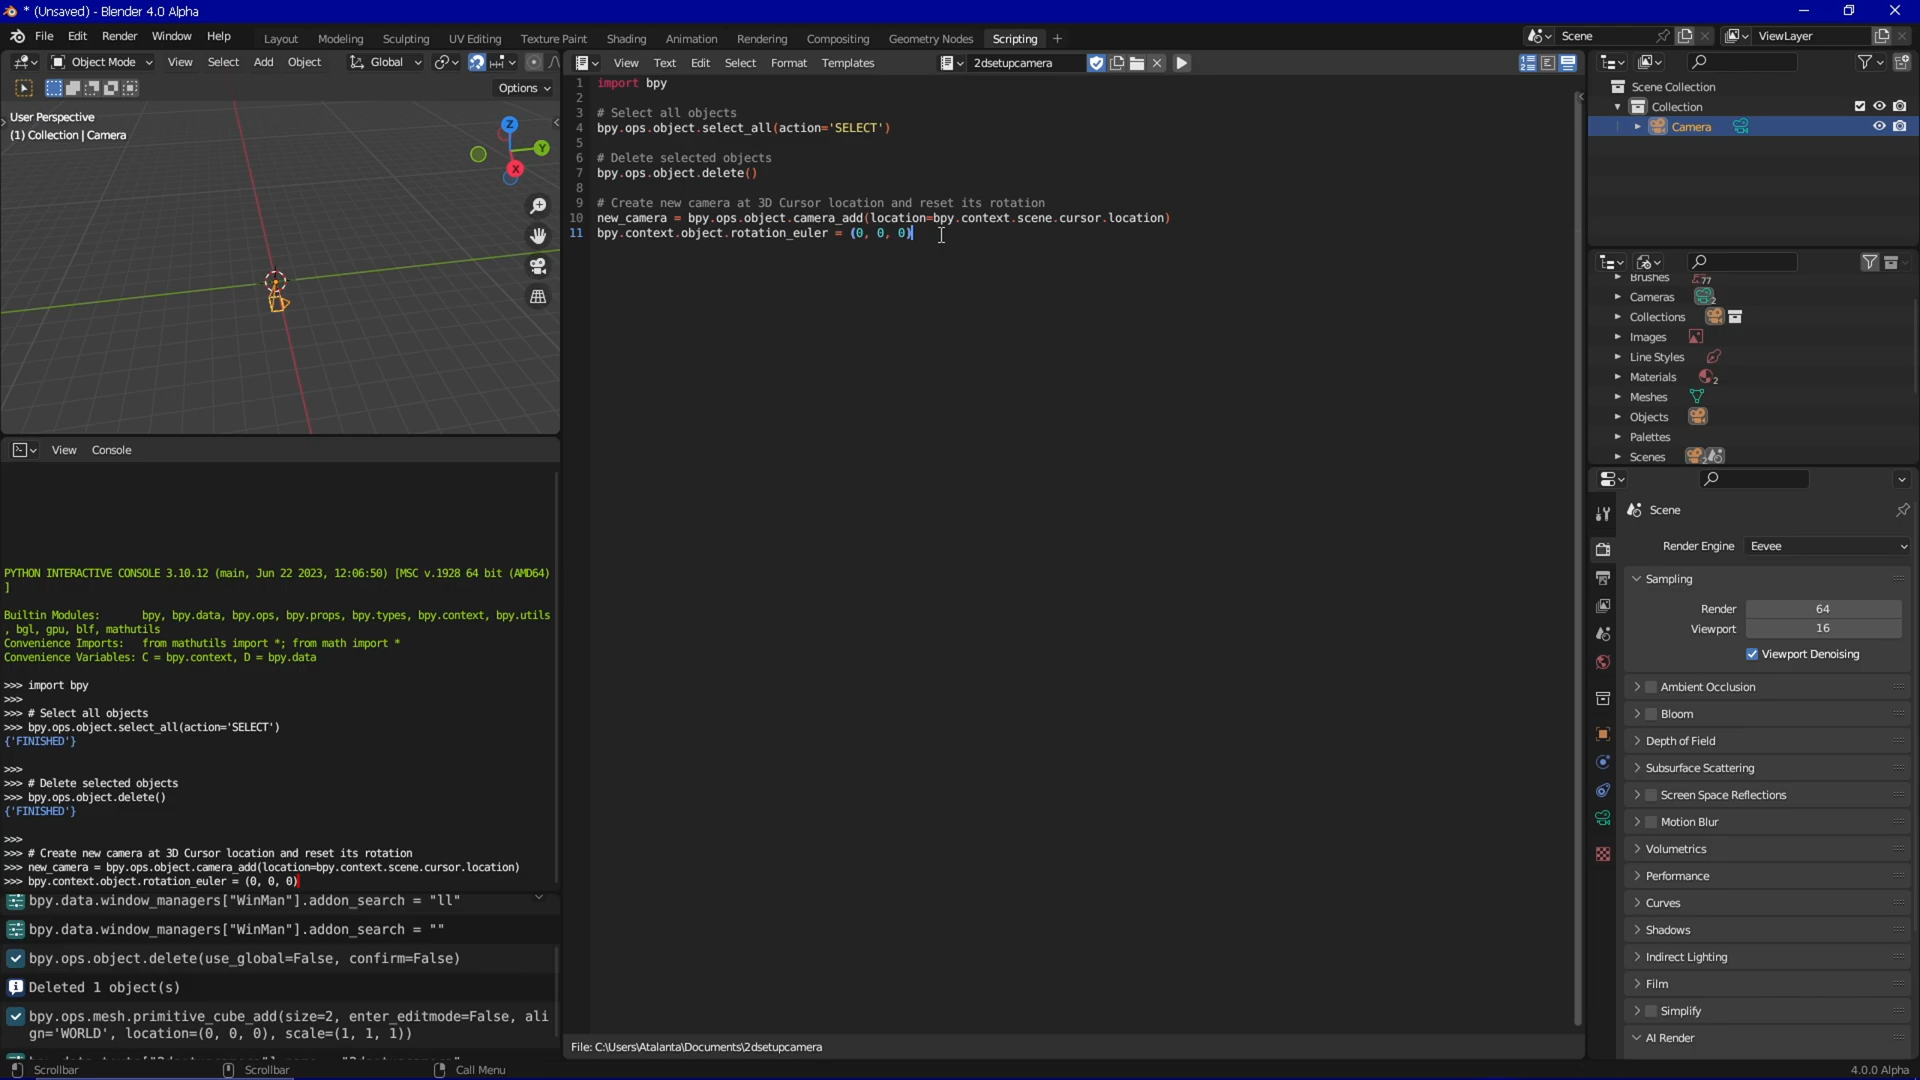 * (Unsaved) - Blender 4.0 Alpha
File Edit Render Window Help Layout Modeling Sculpting UV Editing Texture Paint Shading Animation Rendering Compositing Geometry Nodes Scripting + Scene ViewLayer
Object Mode View Select Add Object Global
Options
User Perspective
(1) Collection | Camera
Z
Y
X
View Text Edit Select Format Templates 2dsetupcamera
1 import bpy
2
3 # Select all objects
4 bpy.ops.object.select_all(action='SELECT')
5
6 # Delete selected objects
7 bpy.ops.object.delete()
8
9 # Create new camera at 3D Cursor location and reset its rotation
10 new_camera = bpy.ops.object.camera_add(location=bpy.context.scene.cursor.location)
11 bpy.context.object.rotation_euler = (0, 0, 0)
File: C:\Users\Atalanta\Documents\2dsetupcamera
View Console
PYTHON INTERACTIVE CONSOLE 3.10.12 (main, Jun 22 2023, 12:06:50) [MSC v.1928 64 bit (AMD64)
]
Builtin Modules: bpy, bpy.data, bpy.ops, bpy.props, bpy.types, bpy.context, bpy.utils
, bgl, gpu, blf, mathutils
Convenience Imports: from mathutils import *; from math import *
Convenience Variables: C = bpy.context, D = bpy.data
>>> import bpy
>>>
>>> # Select all objects
>>> bpy.ops.object.select_all(action='SELECT')
{'FINISHED'}
>>>
>>> # Delete selected objects
>>> bpy.ops.object.delete()
{'FINISHED'}
>>>
>>> # Create new camera at 3D Cursor location and reset its rotation
>>> new_camera = bpy.ops.object.camera_add(location=bpy.context.scene.cursor.location)
>>> bpy.context.object.rotation_euler = (0, 0, 0)
bpy.data.window_managers["WinMan"].addon_search = "ll"
bpy.data.window_managers["WinMan"].addon_search = ""
bpy.ops.object.delete(use_global=False, confirm=False)
Deleted 1 object(s)
bpy.ops.mesh.primitive_cube_add(size=2, enter_editmode=False, ali
gn='WORLD', location=(0, 0, 0), scale=(1, 1, 1))
Scene Collection
Collection
Camera
Brushes 77
Cameras 2
Collections
Images
Line Styles
Materials 2
Meshes
Objects
Palettes
Scenes 2
Scene
Render Engine Eevee
Sampling
Render 64
Viewport 16
Viewport Denoising
Ambient Occlusion
Bloom
Depth of Field
Subsurface Scattering
Screen Space Reflections
Motion Blur
Volumetrics
Performance
Curves
Shadows
Indirect Lighting
Film
Simplify
AI Render
Scrollbar Scrollbar Call Menu 4.0.0 Alpha